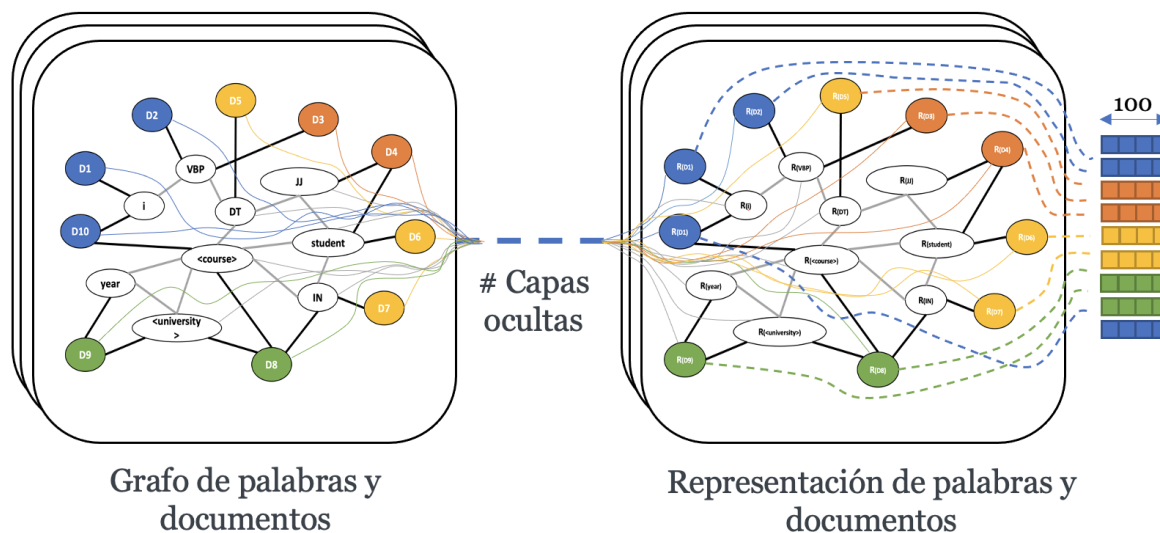 D5
D2
D3
VBP
D4
JJ
D1
i
DT
D10
student
D6
<course>
year
IN
D7
<university
>
D9
D8
Grafo de palabras y
documentos
# Capas
ocultas
R(D5)
R(D2)
R(D3)
R(VBP)
R(D4)
R(JJ)
R(D1)
R(i)
R(DT)
R(D1)
R(student)
R(D6)
R(<course>)
R(year)
R(IN)
R(D7)
R(<university>)
R(D9)
R(D8)
Representación de palabras y
documentos
100